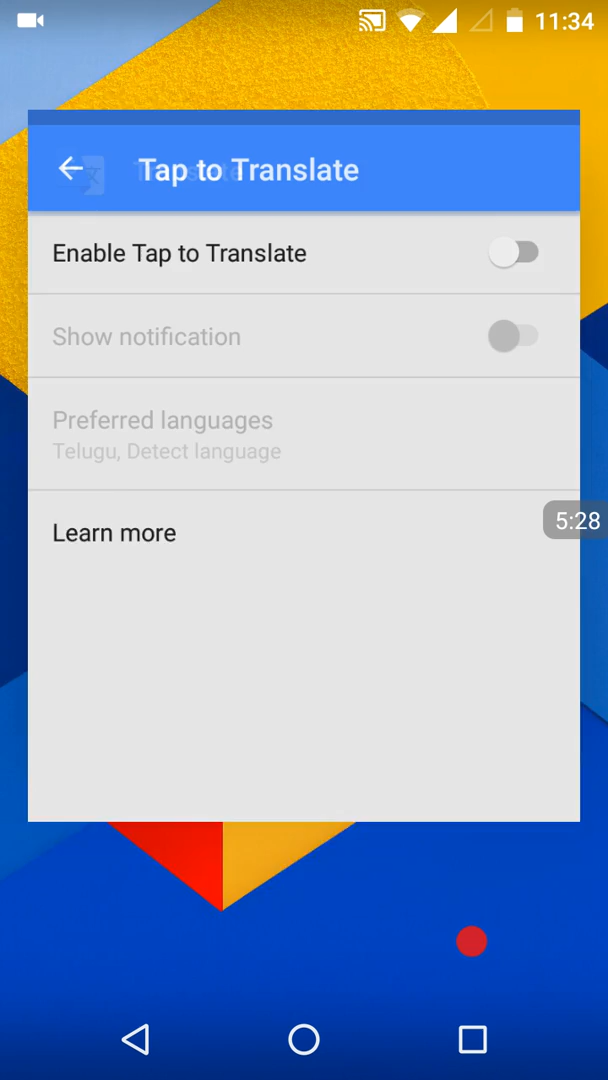 11:34
Tap to Translate
Enable Tap to Translate
Show notification
Preferred languages
Telugu, Detect language
5:28
Learn more